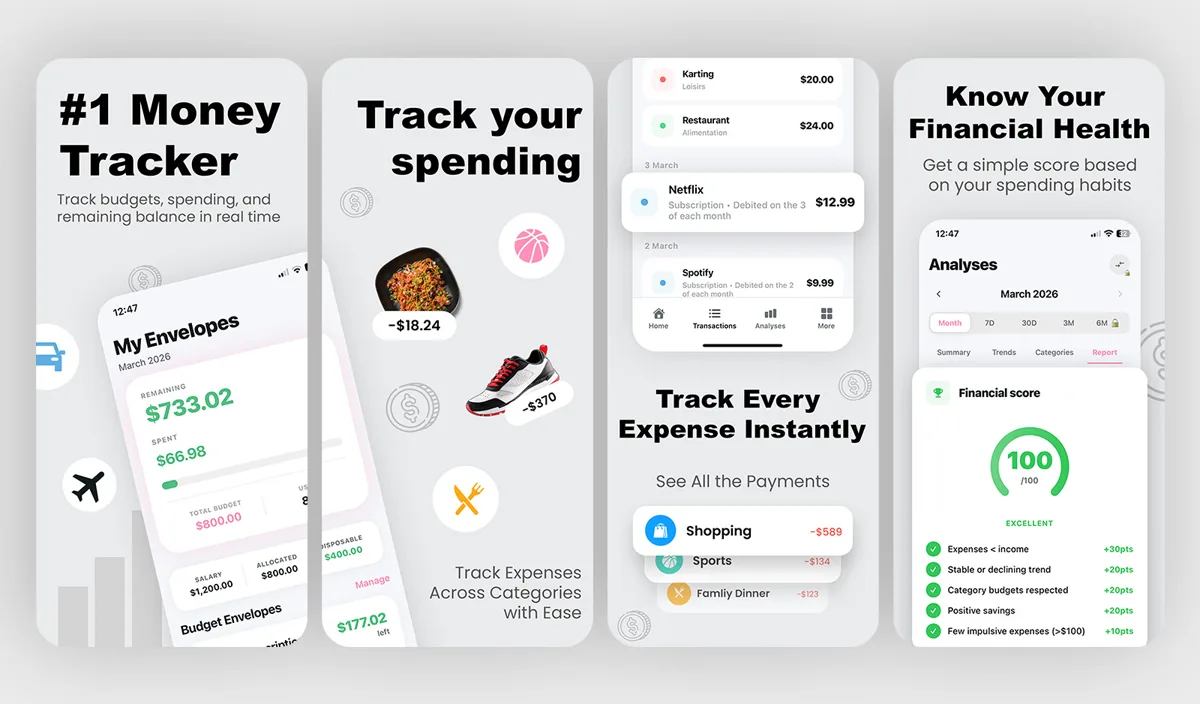 #1 Money
Tracker
Track budgets, spending, and
remaining balance in real time
12:47
My Envelopes
March 2026
REMAINING
$733.02
SPENT
$66.98
TOTAL BUDGET
$800.00
SALARY
$1,200.00
ALLOCATED
$800.00
Budget Envelopes
Track your
spending
-$18.24
-$370
DISPOSABLE
$400.00
Manage
$177.02
left
Track Expenses
Across Categories
with Ease
Karting
Loisirs
$20.00
Restaurant
Alimentation
$24.00
3 March
Netflix
Subscription • Debited on the 3
of each month
$12.99
2 March
Spotify
Subscription • Debited on the 2
of each month
$9.99
Home
Transactions
Analyses
More
Track Every
Expense Instantly
See All the Payments
Shopping
-$589
Sports
-$134
Famliy Dinner
-$123
Know Your
Financial Health
Get a simple score based
on your spending habits
12:47
32
Analyses
March 2026
Month
7D
30D
3M
6M
Summary
Trends
Categories
Report
Financial score
100
/100
EXCELLENT
Expenses < income
+30pts
Stable or declining trend
+20pts
Category budgets respected
+20pts
Positive savings
+20pts
Few impulsive expenses (>$100)
+10pts